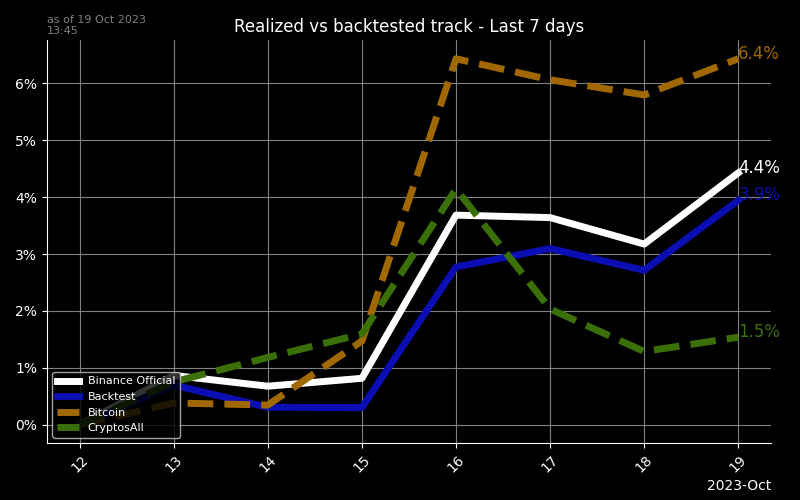 as of 19 Oct 2023
13:45
Realized vs backtested track - Last 7 days
6%
5%
4%
3%
2%
1%
0%
6.4%
4.4%
3.9%
1.5%
Binance Official
Backtest
Bitcoin
CryptosAll
12
13
14
15
16
17
18
19
2023-Oct